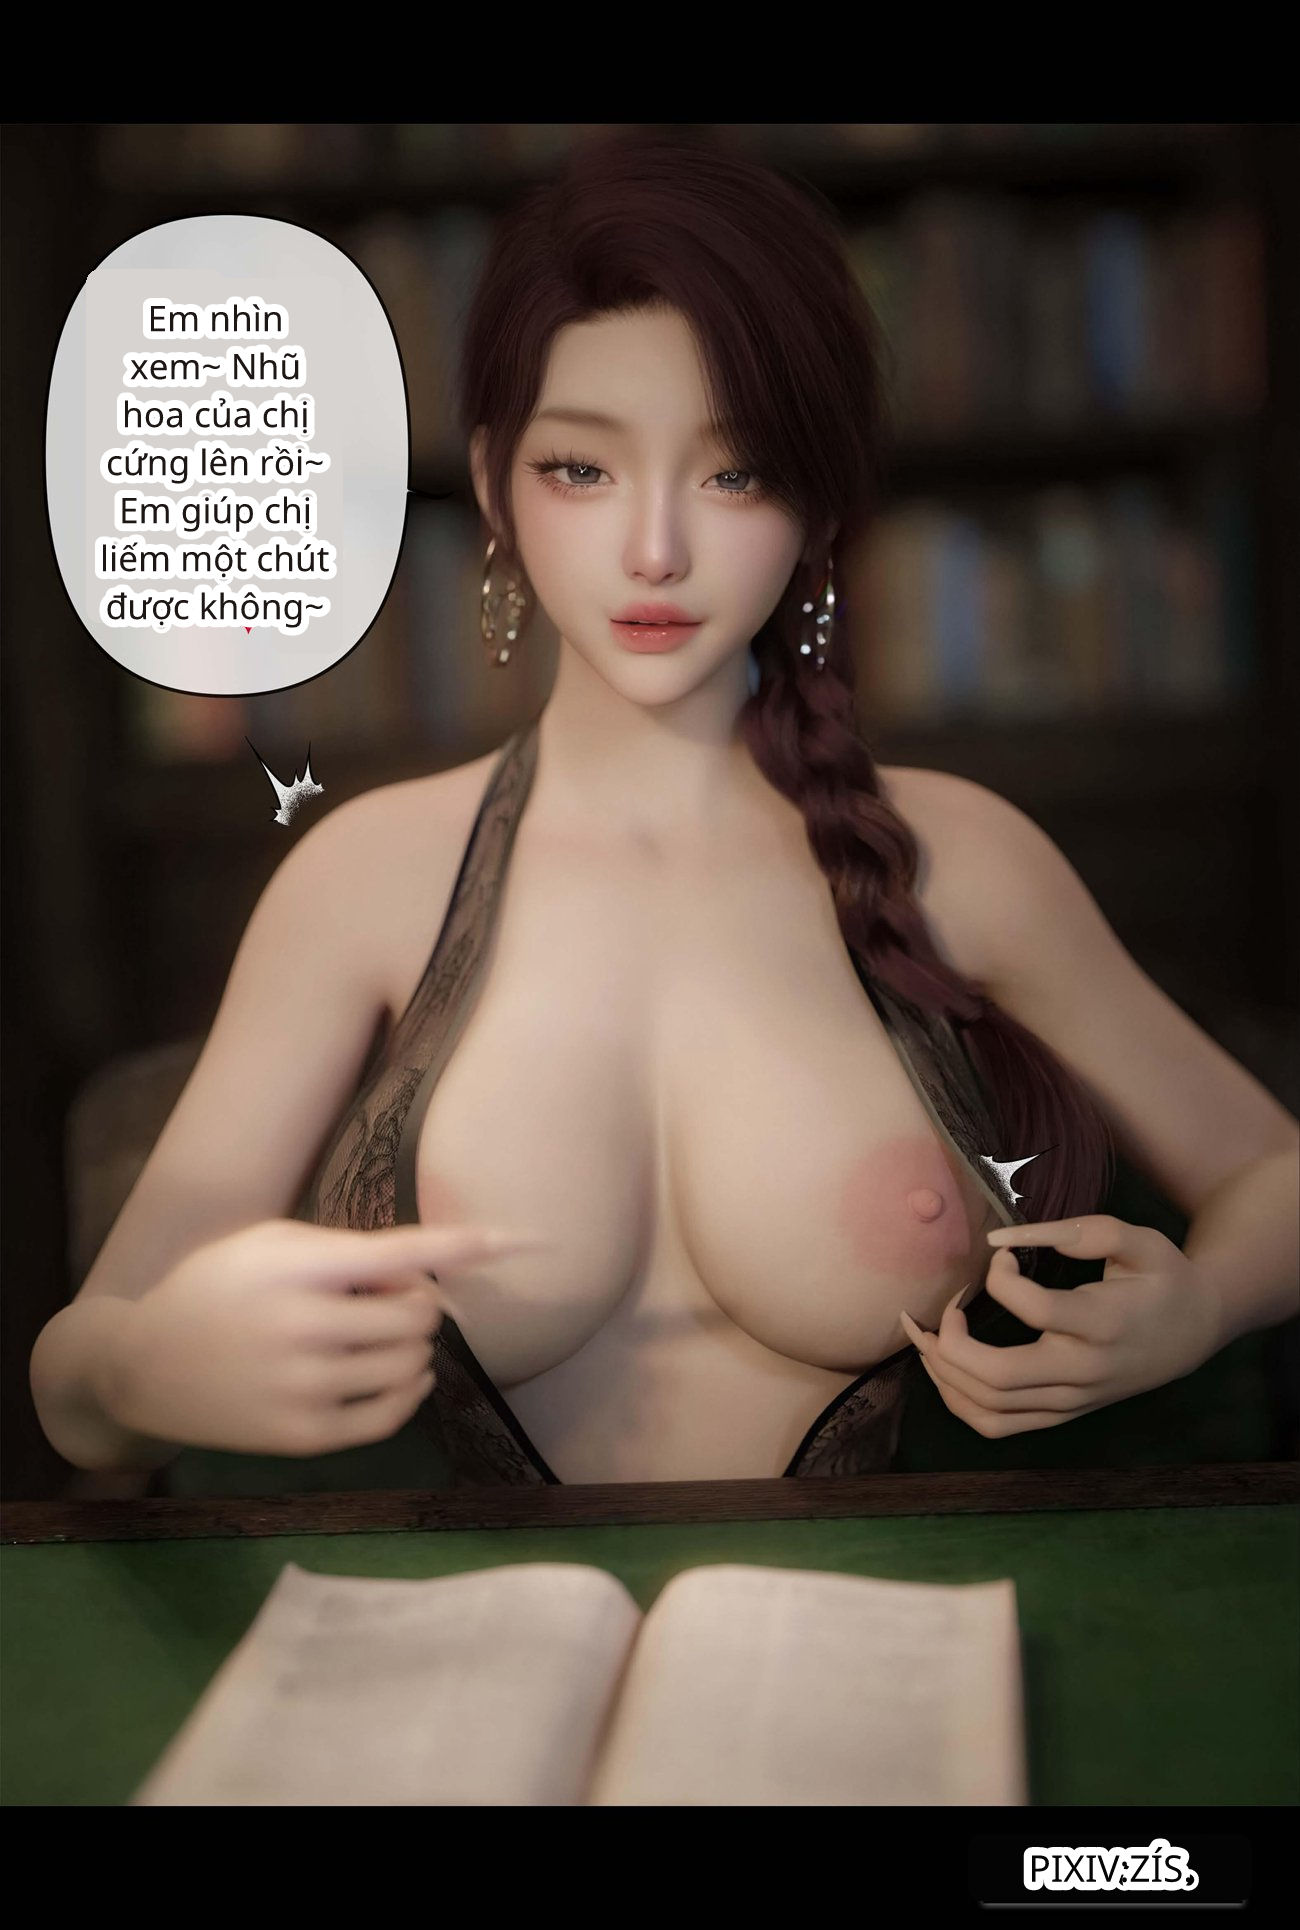 Em nhìn
xem~ Nhũ
hoa của chị
cứng lên rồi~
Em giúp chị
liếm một chút
được không~
PIXIV:ZÍS,